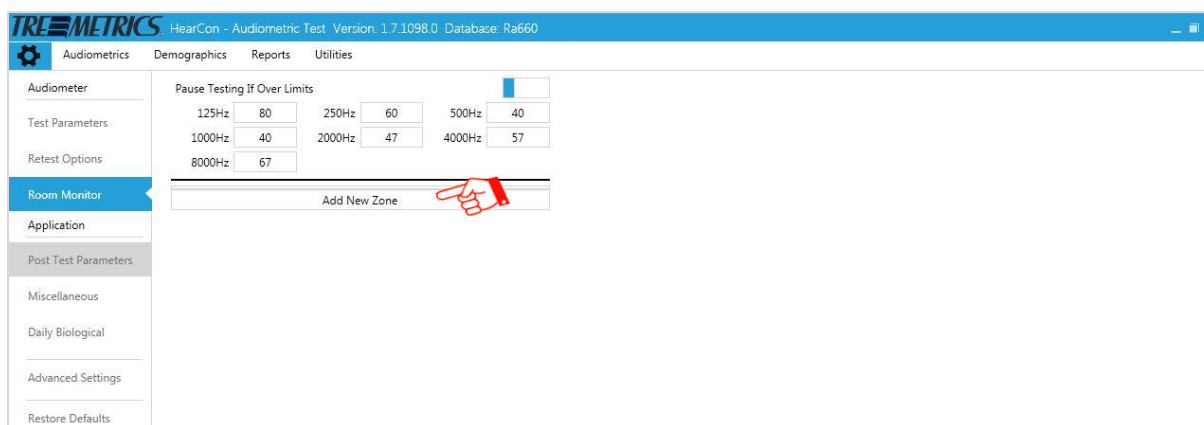 TREMETRICS. HearCon - Audiometric Test Version: 1.7.1098.0 Database: Ra660
Audiometrics Demographics Reports Utilities
Audiometer
Test Parameters
Retest Options
Room Monitor
Application
Post Test Parameters
Miscellaneous
Daily Biological
Advanced Settings
Restore Defaults
Pause Testing If Over Limits
125Hz 80 250Hz 60 500Hz 40
1000Hz 40 2000Hz 47 4000Hz 57
8000Hz 67
Add New Zone